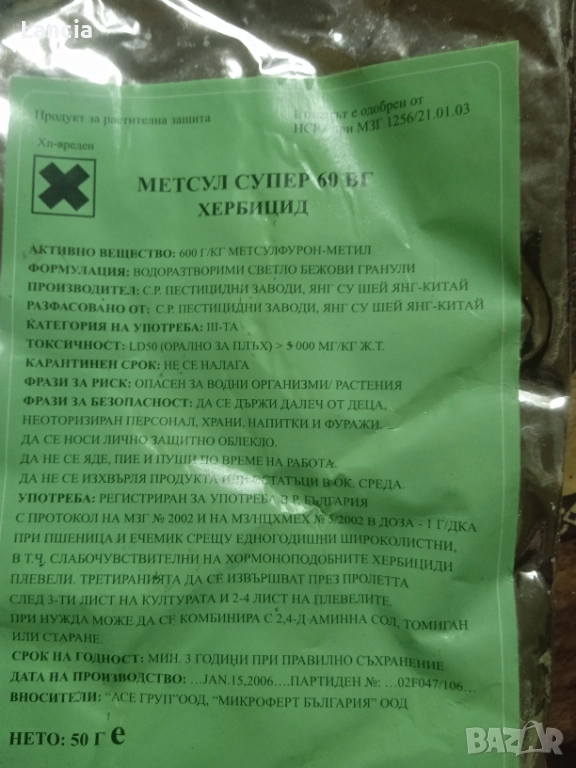 Lancia
Продукт за растителна защита
е одобрен от
МЗГ 1256/21.01.03
Хп-вреден
МЕТСУЛ СУПЕР 60 ВГ
ХЕРБИЦИД
АКТИВНО ВЕЩЕСТВО: 600 Г/КГ МЕТСУЛФУРОН-МЕТИЛ
ФОРМУЛАЦИЯ: ВОДОРАЗТВОРИМИ СВЕТЛО БЕЖОВИ ГРАНУЛИ
ПРОИЗВОДИТЕЛ: С.Р. ПЕСТИЦИДНИ ЗАВОДИ, ЯНГ СУ ШЕЙ ЯНГ-КИТАЙ
РАЗФАСОВАНО ОТ: С.Р. ПЕСТИЦИДНИ ЗАВОДИ, ЯНГ СУ ШЕЙ ЯНГ-КИТАЙ
КАТЕГОРИЯ НА УПОТРЕБА: III-ТА
ТОКСИЧНОСТ: LD50 (ОРАЛНО ЗА ПЛЪХ) > 5 000 МГ/КГ Ж.Т.
КАРАНТИНЕН СРОК: НЕ СЕ НАЛАГА
ФРАЗИ ЗА РИСК: ОПАСЕН ЗА ВОДНИ ОРГАНИЗМИ/ РАСТЕНИЯ
ФРАЗИ ЗА БЕЗОПАСНОСТ: ДА СЕ ДЪРЖИ ДАЛЕЧ ОТ ДЕЦА,
НЕОТОРИЗИРАН ПЕРСОНАЛ, ХРАНИ, НАПИТКИ И ФУРАЖИ.
ДА СЕ НОСИ ЛИЧНО ЗАЩИТНО ОБЛЕКЛО.
ДА НЕ СЕ ЯДЕ, ПИЕ И ПУШИ ПО ВРЕМЕ НА РАБОТА.
ДА НЕ СЕ ИЗХВЪРЛЯ ПРОДУКТА ИЛИ ОСТАТЪЦИ В ОК. СРЕДА.
УПОТРЕБА: РЕГИСТРИРАН ЗА УПОТРЕБА В Р. БЪЛГАРИЯ
С ПРОТОКОЛ НА МЗГ № 2002 И НА МЗ/НЦХМЕХ № 5/2002 В ДОЗА - 1 Г/ДКА
ПРИ ПШЕНИЦА И ЕЧЕМИК СРЕЩУ ЕДНОГОДИШНИ ШИРОКОЛИСТНИ,
В Т.Ч. СЛАБОЧУВСТВИТЕЛНИ НА ХОРМОНОПОДОБНИТЕ ХЕРБИЦИДИ
ПЛЕВЕЛИ. ТРЕТИРАНИЯТА ДА СЕ ИЗВЪРШВАТ ПРЕЗ ПРОЛЕТТА
СЛЕД 3-ТИ ЛИСТ НА КУЛТУРАТА И 2-4 ЛИСТ НА ПЛЕВЕЛИТЕ.
ПРИ НУЖДА МОЖЕ ДА СЕ КОМБИНИРА С 2,4-Д АМИННА СОЛ, ТОМИГАН
ИЛИ СТАРАНЕ.
СРОК НА ГОДНОСТ: МИН. 3 ГОДИНИ ПРИ ПРАВИЛНО СЪХРАНЕНИЕ
ДАТА НА ПРОИЗВОДСТВО: ...JAN.15,2006....ПАРТИДЕН №: ...02F047/106...
ВНОСИТЕЛИ: "АСЕ ГРУП"ООД, "МИКРОФЕРТ БЪЛГАРИЯ" ООД
НЕТО: 50 Г е
BAZAR